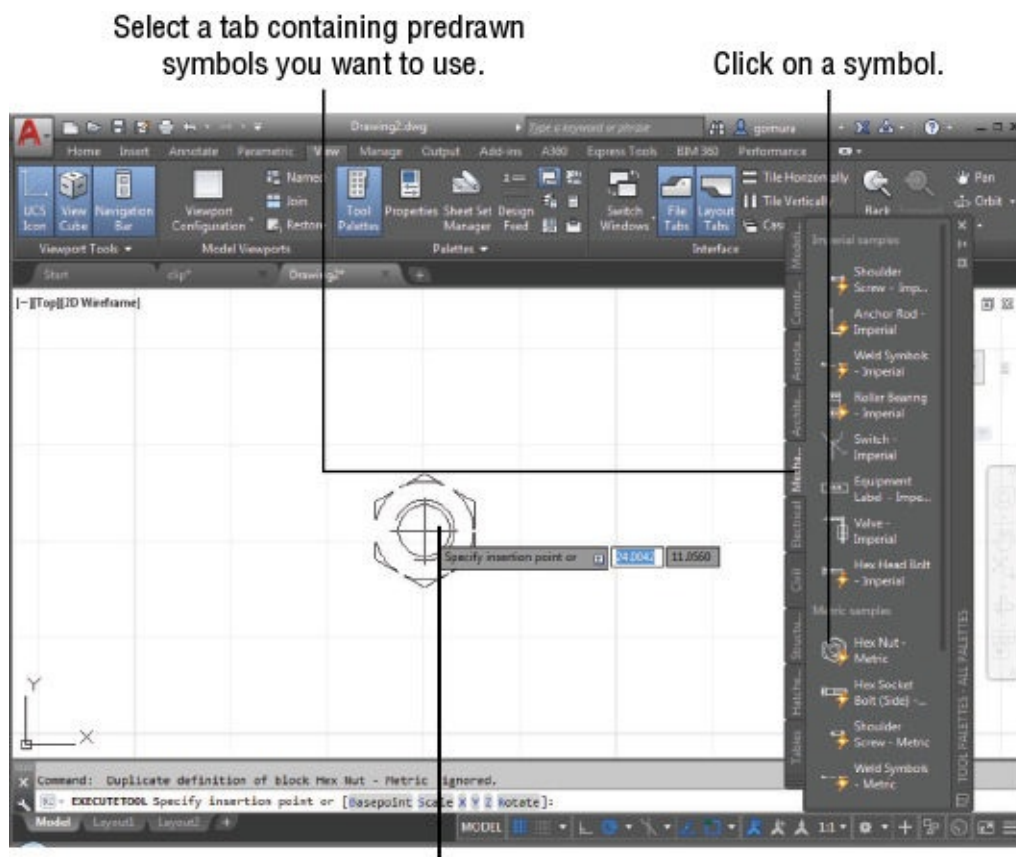 Select a tab containing predrawn
symbols you want to use.
Click on a symbol.
Drawing2.dwg
Type a keyword or phrase
gomura
Home Insert Annotate Parametric View Manage Output Add-ins A360 Express Tools BIM 360 Performance
UCS
Icon
View
Cube
Navigation
Bar
Viewport
Configuration
Named
Join
Restore
Tool
Palettes
Properties
Sheet Set
Manager
Design
Feed
Switch
Windows
File
Tabs
Layout
Tabs
Tile Horizontally
Tile Vertically
Back
Pan
Orbit
Viewport Tools
Model Viewports
Palettes
Interface
Start
clip*
Drawing2*
[-][Top][2D Wireframe]
Model...
Constr...
Annota...
Archite...
Mecha...
Electrical
Civil
Structu...
Hatche...
Tables
Imperial samples
Shoulder
Screw - Imp...
Anchor Rod -
Imperial
Weld Symbols
- Imperial
Roller Bearing
- Imperial
Switch -
Imperial
Equipment
Label - Impe...
Valve -
Imperial
Hex Head Bolt
- Imperial
Metric samples
Hex Nut -
Metric
Hex Socket
Bolt (Side) -...
Shoulder
Screw - Metric
Weld Symbols
- Metric
TOOL PALETTES - ALL PALETTES
Specify insertion point or 24.0042 11.0560
Y
X
Command: Duplicate definition of block Hex Nut - Metric ignored.
EXECUTETOOL Specify insertion point or [Basepoint Scale X Y Z Rotate]:
Model Layout1 Layout2 +
MODEL 1:1